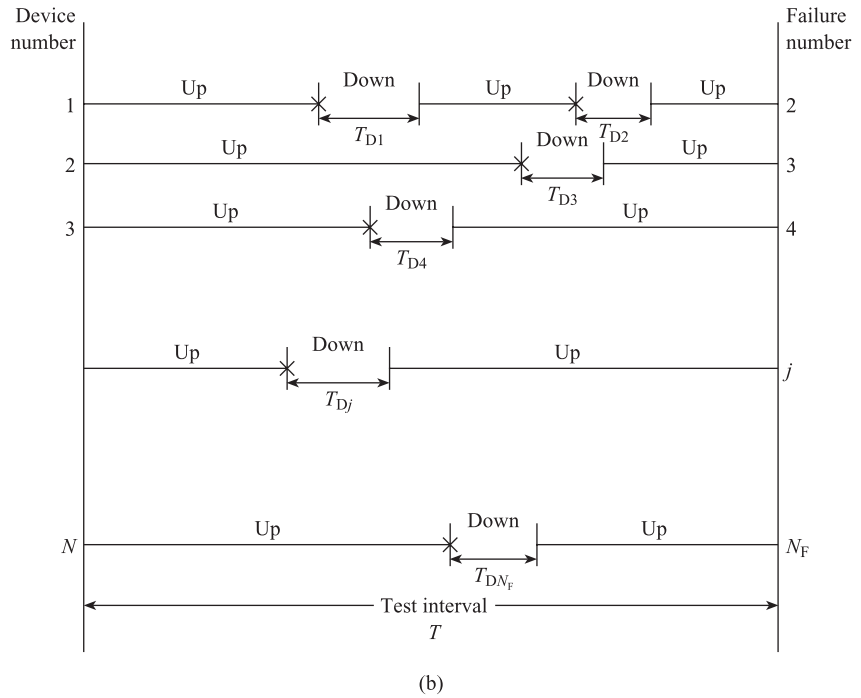 Device number
Failure number
Up Down Up Down Up
1 2
T_D1 T_D2
Up Down Up
2 3
T_D3
Up Down Up
3 4
T_D4
Up Down Up
j
T_Dj
Up Down Up
N N_F
T_DN_F
Test interval
T
(b)